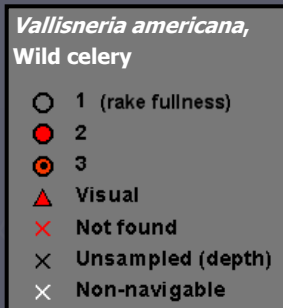 Vallisneria americana,
Wild celery
1 (rake fullness)
2
3
Visual
Not found
Unsampled (depth)
Non-navigable